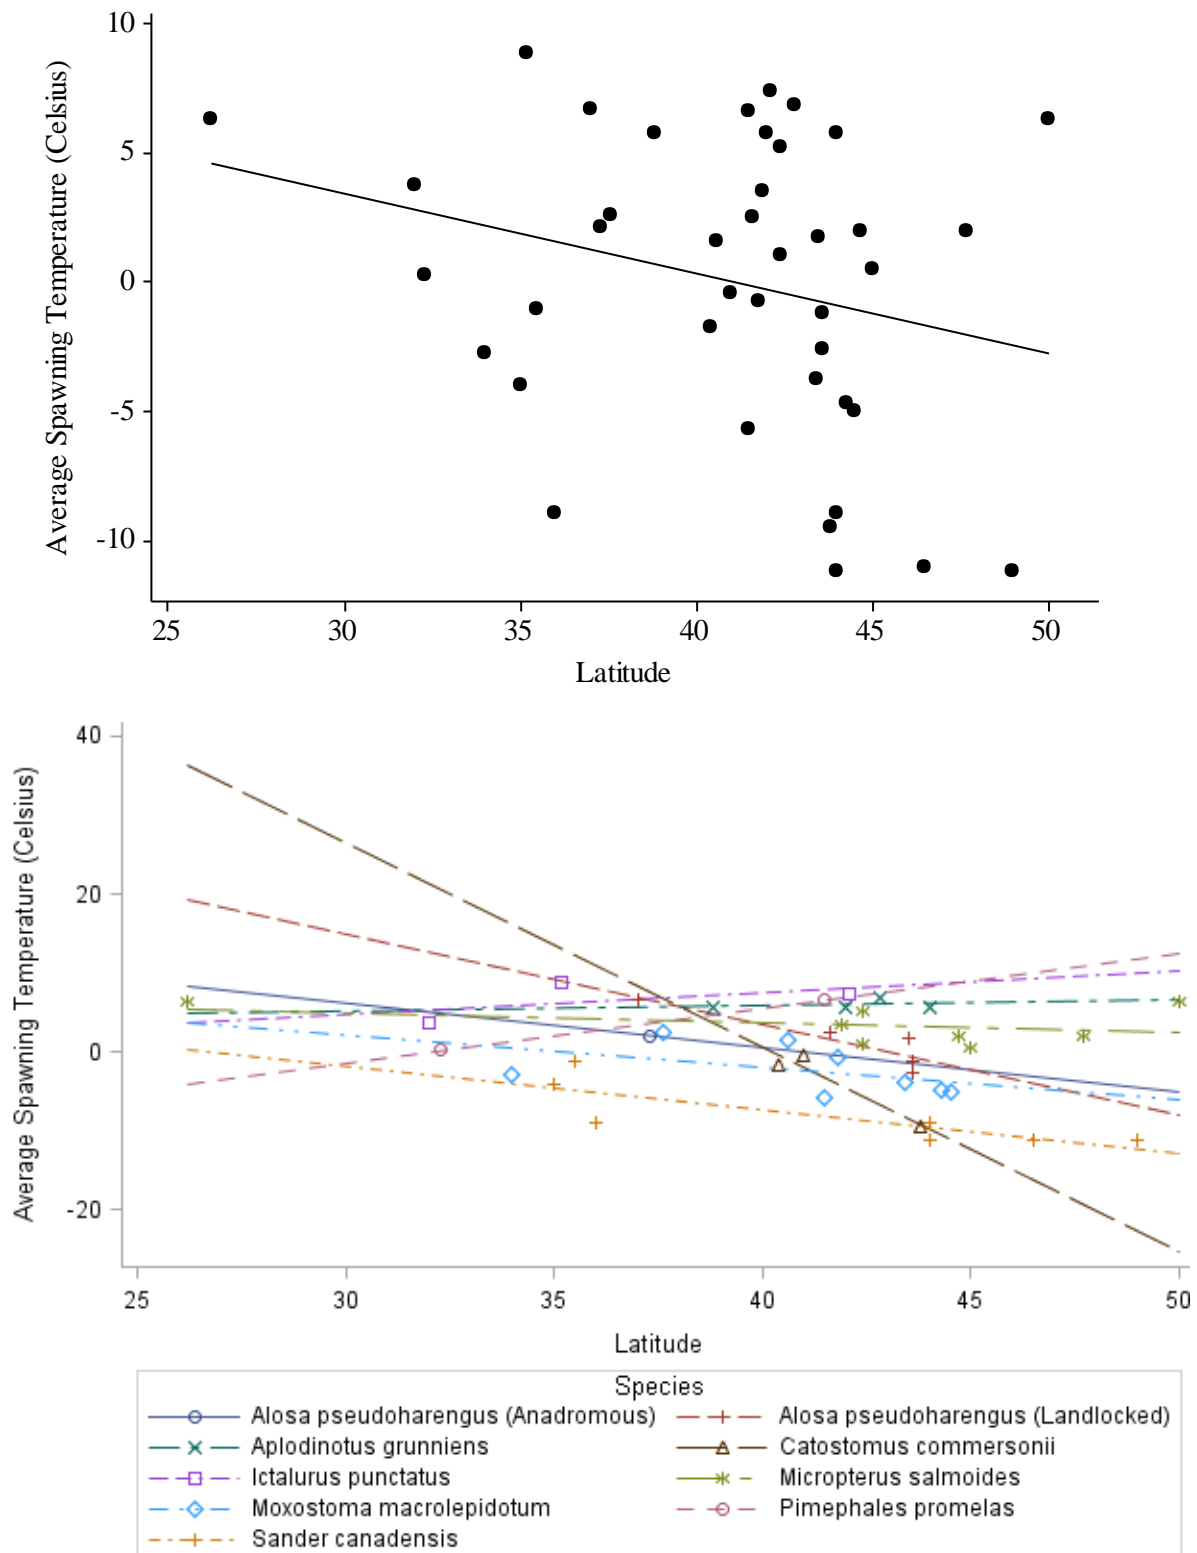 10
5
0
-5
-10
Average Spawning Temperature (Celsius)
25 30 35 40 45 50
Latitude
40
20
0
-20
Average Spawning Temperature (Celsius)
25 30 35 40 45 50
Latitude
Species
Alosa pseudoharengus (Anadromous) Alosa pseudoharengus (Landlocked)
Aplodinotus grunniens Catostomus commersonii
Ictalurus punctatus Micropterus salmoides
Moxostoma macrolepidotum Pimephales promelas
Sander canadensis